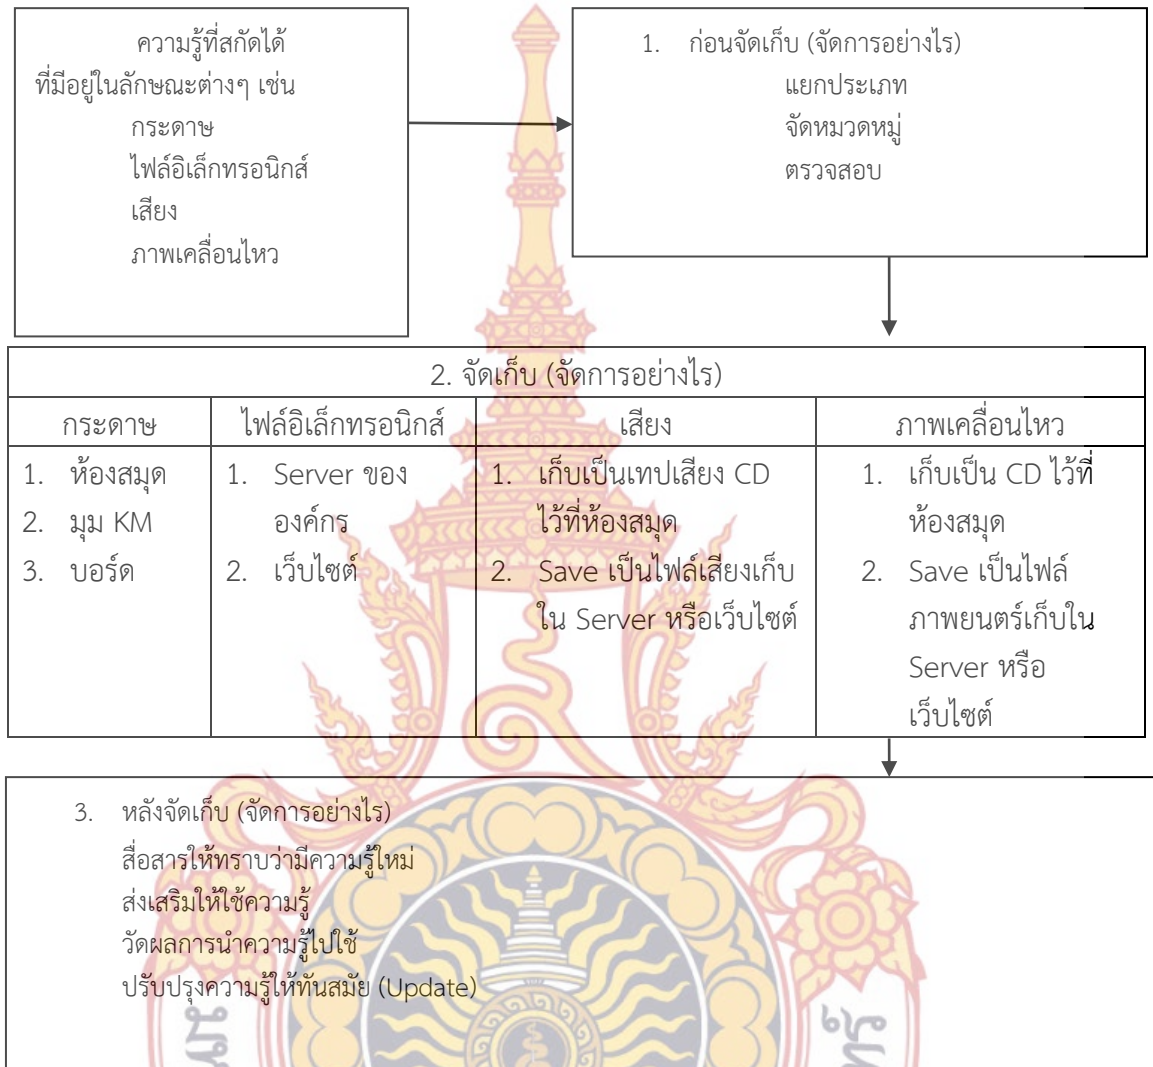 ความรู้ที่สกัดได้
ที่มีอยู่ในลักษณะต่างๆ เช่น
กระดาษ
ไฟล์อิเล็กทรอนิกส์
เสียง
ภาพเคลื่อนไหว
1. ก่อนจัดเก็บ (จัดการอย่างไร)
แยกประเภท
จัดหมวดหมู่
ตรวจสอบ
2. จัดเก็บ (จัดการอย่างไร)
กระดาษ
1. ห้องสมุด
2. มุม KM
3. บอร์ด
ไฟล์อิเล็กทรอนิกส์
1. Server ของ
องค์กร
2. เว็บไซต์
เสียง
1. เก็บเป็นเทปเสียง CD
ไว้ที่ห้องสมุด
2. Save เป็นไฟล์เสียงเก็บ
ใน Server หรือเว็บไซต์
ภาพเคลื่อนไหว
1. เก็บเป็น CD ไว้ที่
ห้องสมุด
2. Save เป็นไฟล์
ภาพยนตร์เก็บใน
Server หรือ
เว็บไซต์
3. หลังจัดเก็บ (จัดการอย่างไร)
สื่อสารให้ทราบว่ามีความรู้ใหม่
ส่งเสริมให้ใช้ความรู้
วัดผลการนำความรู้ไปใช้
ปรับปรุงความรู้ให้ทันสมัย (Update)